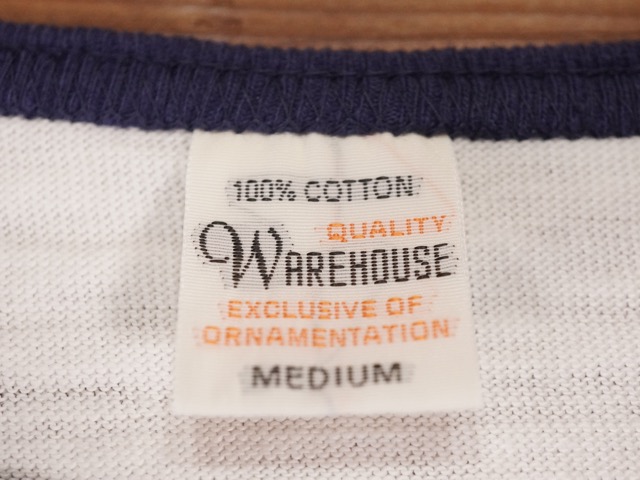 100% COTTON
QUALITY
WAREHOUSE
EXCLUSIVE OF
ORNAMENTATION
MEDIUM